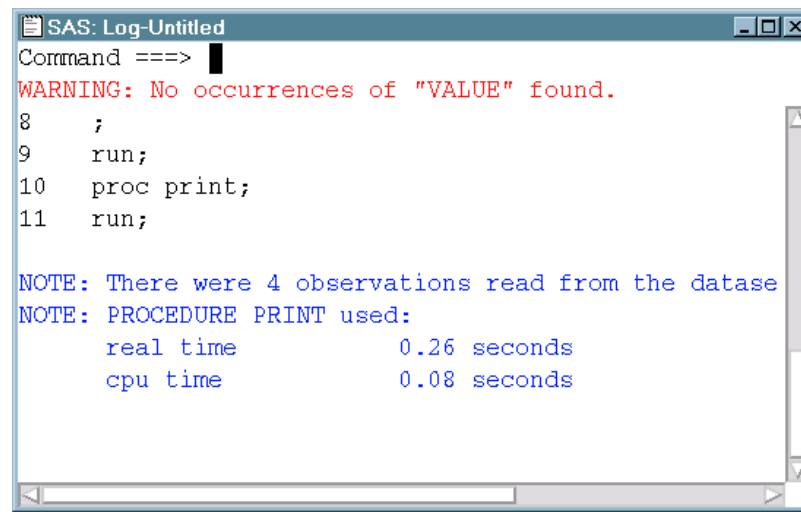 SAS: Log-Untitled
Command ===>
WARNING: No occurrences of "VALUE" found.
8 ;
9 run;
10 proc print;
11 run;
NOTE: There were 4 observations read from the datase
NOTE: PROCEDURE PRINT used:
real time 0.26 seconds
cpu time 0.08 seconds